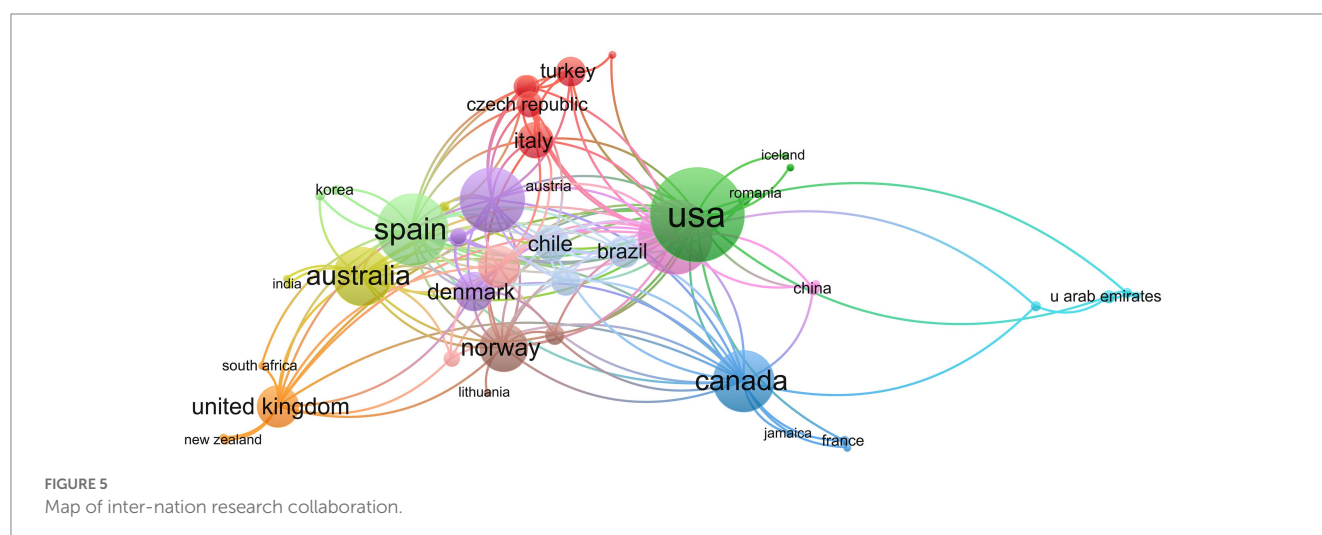 turkey
czech republic
italy
iceland
korea
austria
romania
usa
spain
chile
brazil
australia
india
denmark
china
u arab emirates
norway
south africa
canada
lithuania
united kingdom
jamaica
france
new zealand
FIGURE 5
Map of inter-nation research collaboration.